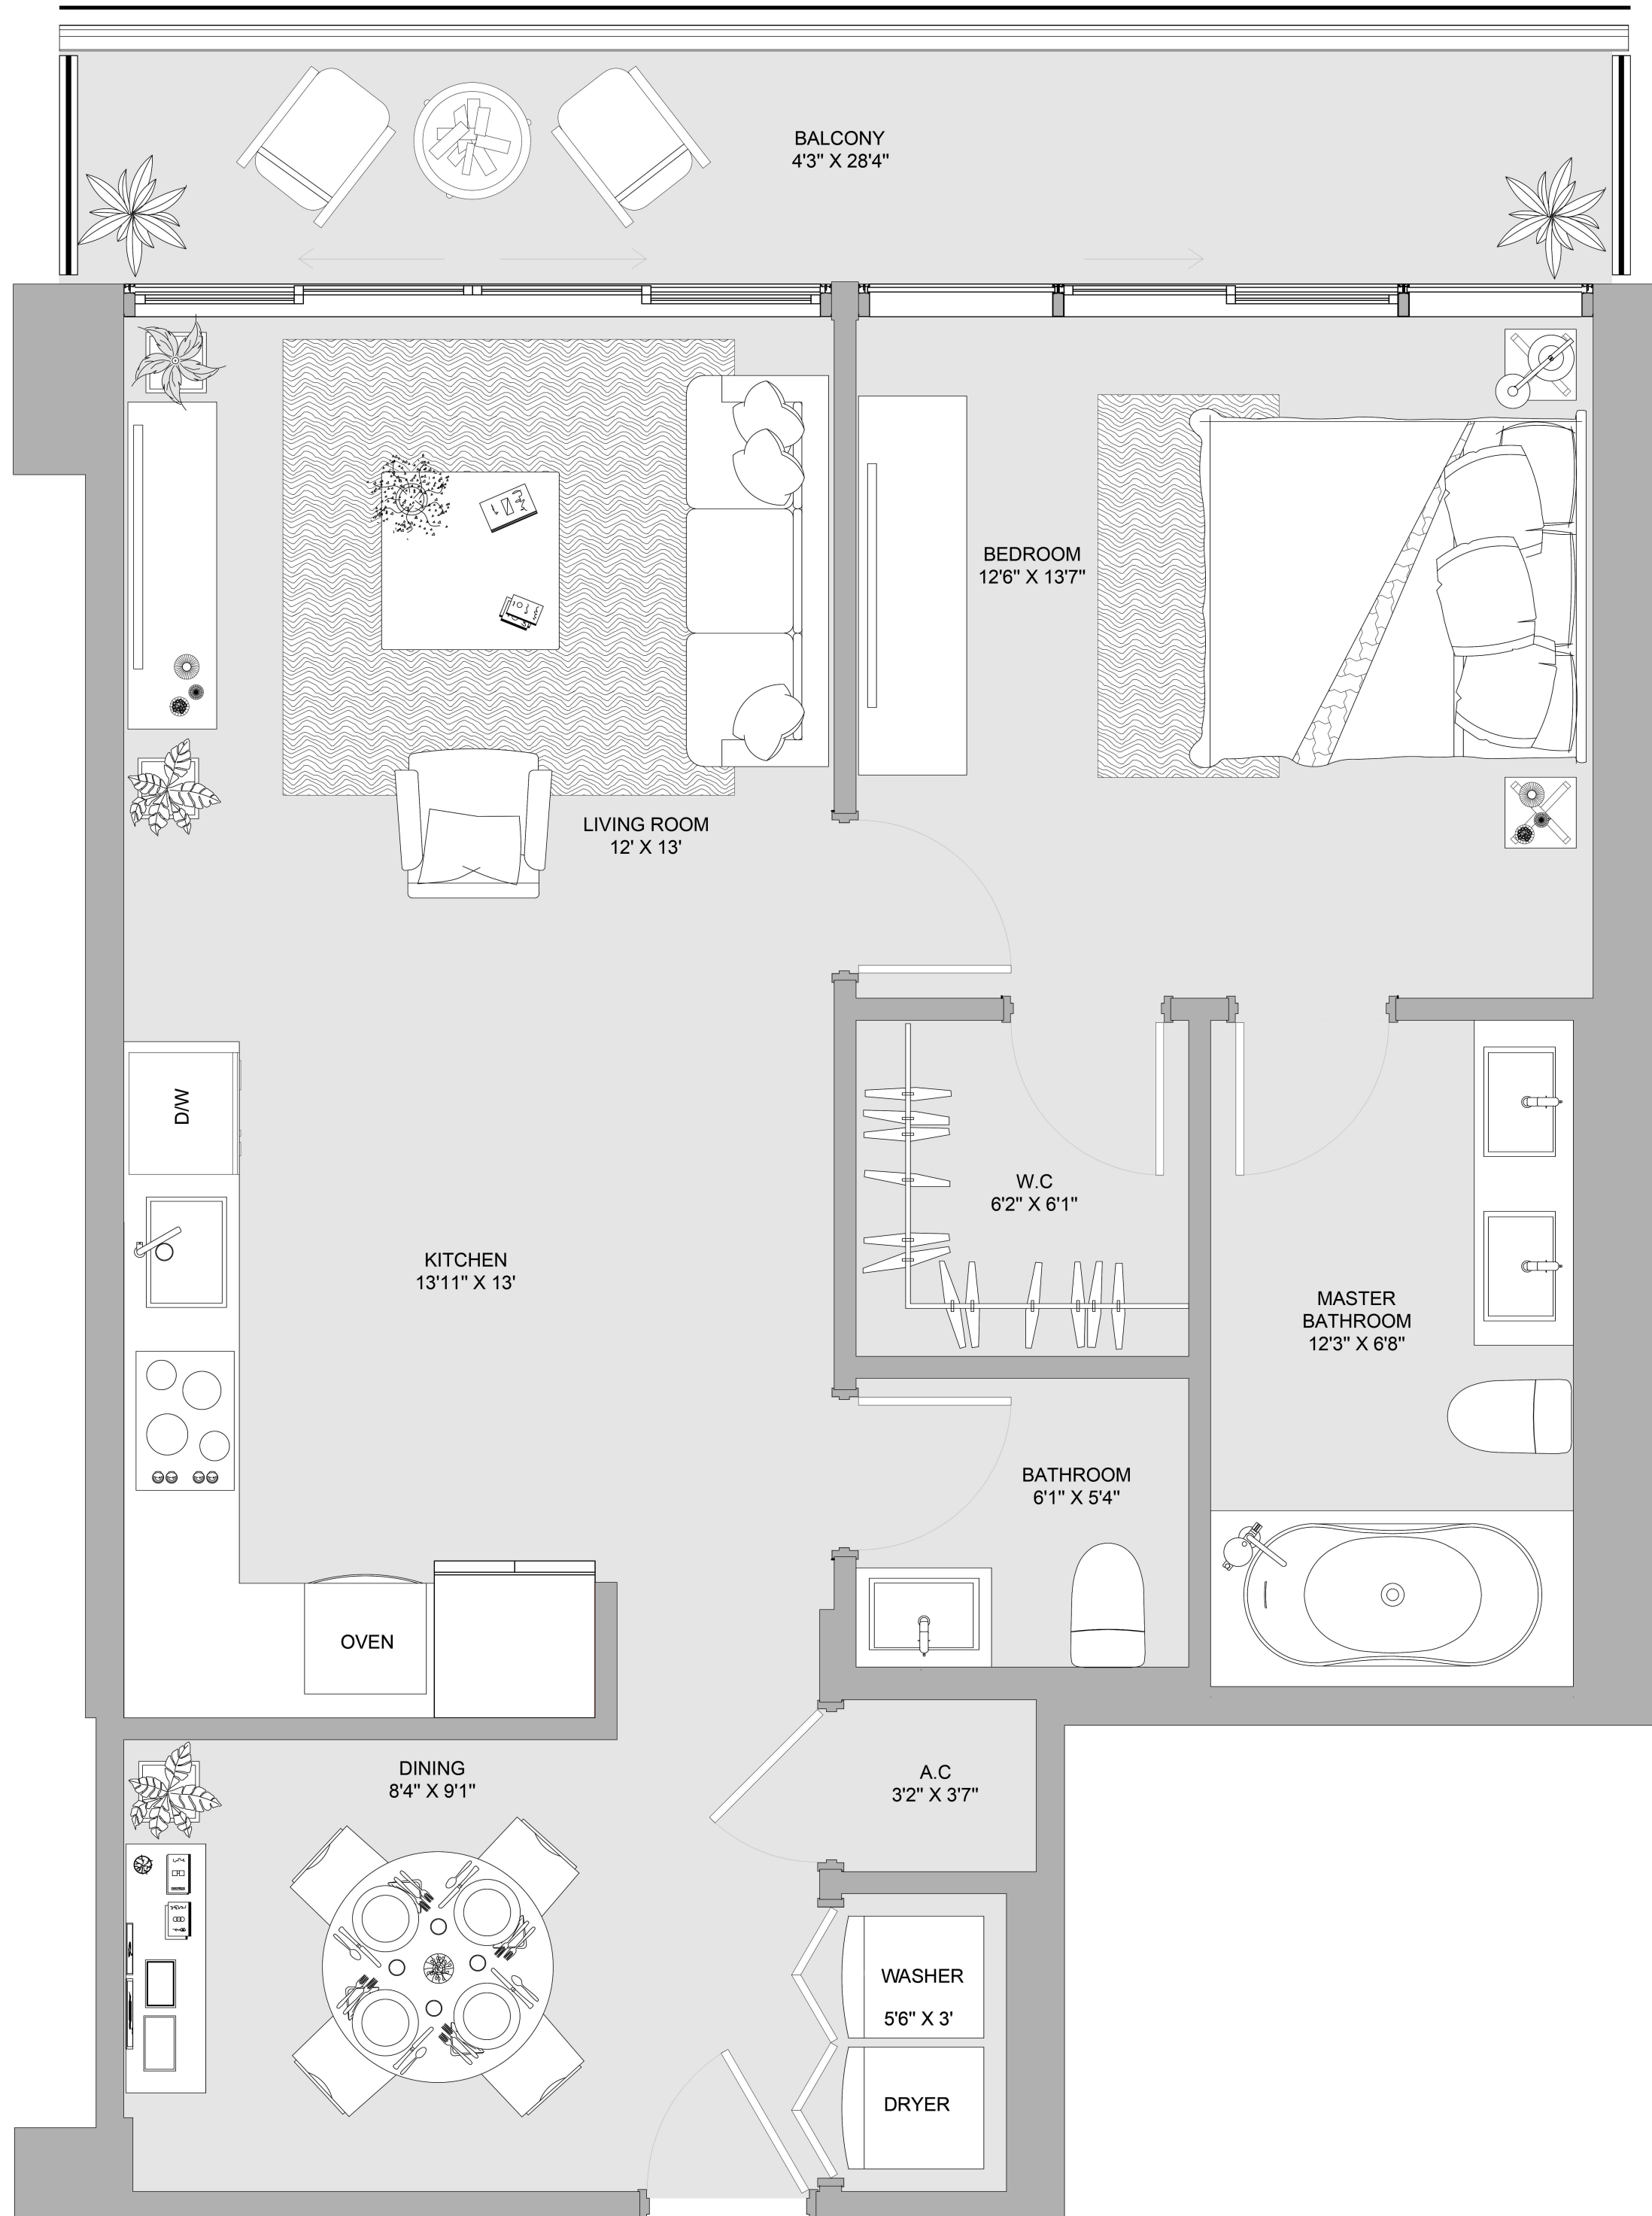 BALCONY
4'3" X 28'4"
BEDROOM
12'6" X 13'7"
LIVING ROOM
12' X 13'
D/W
W.C
6'2" X 6'1"
KITCHEN
13'11" X 13'
MASTER
BATHROOM
12'3" X 6'8"
BATHROOM
6'1" X 5'4"
OVEN
DINING
8'4" X 9'1"
A.C
3'2" X 3'7"
WASHER
5'6" X 3'
DRYER